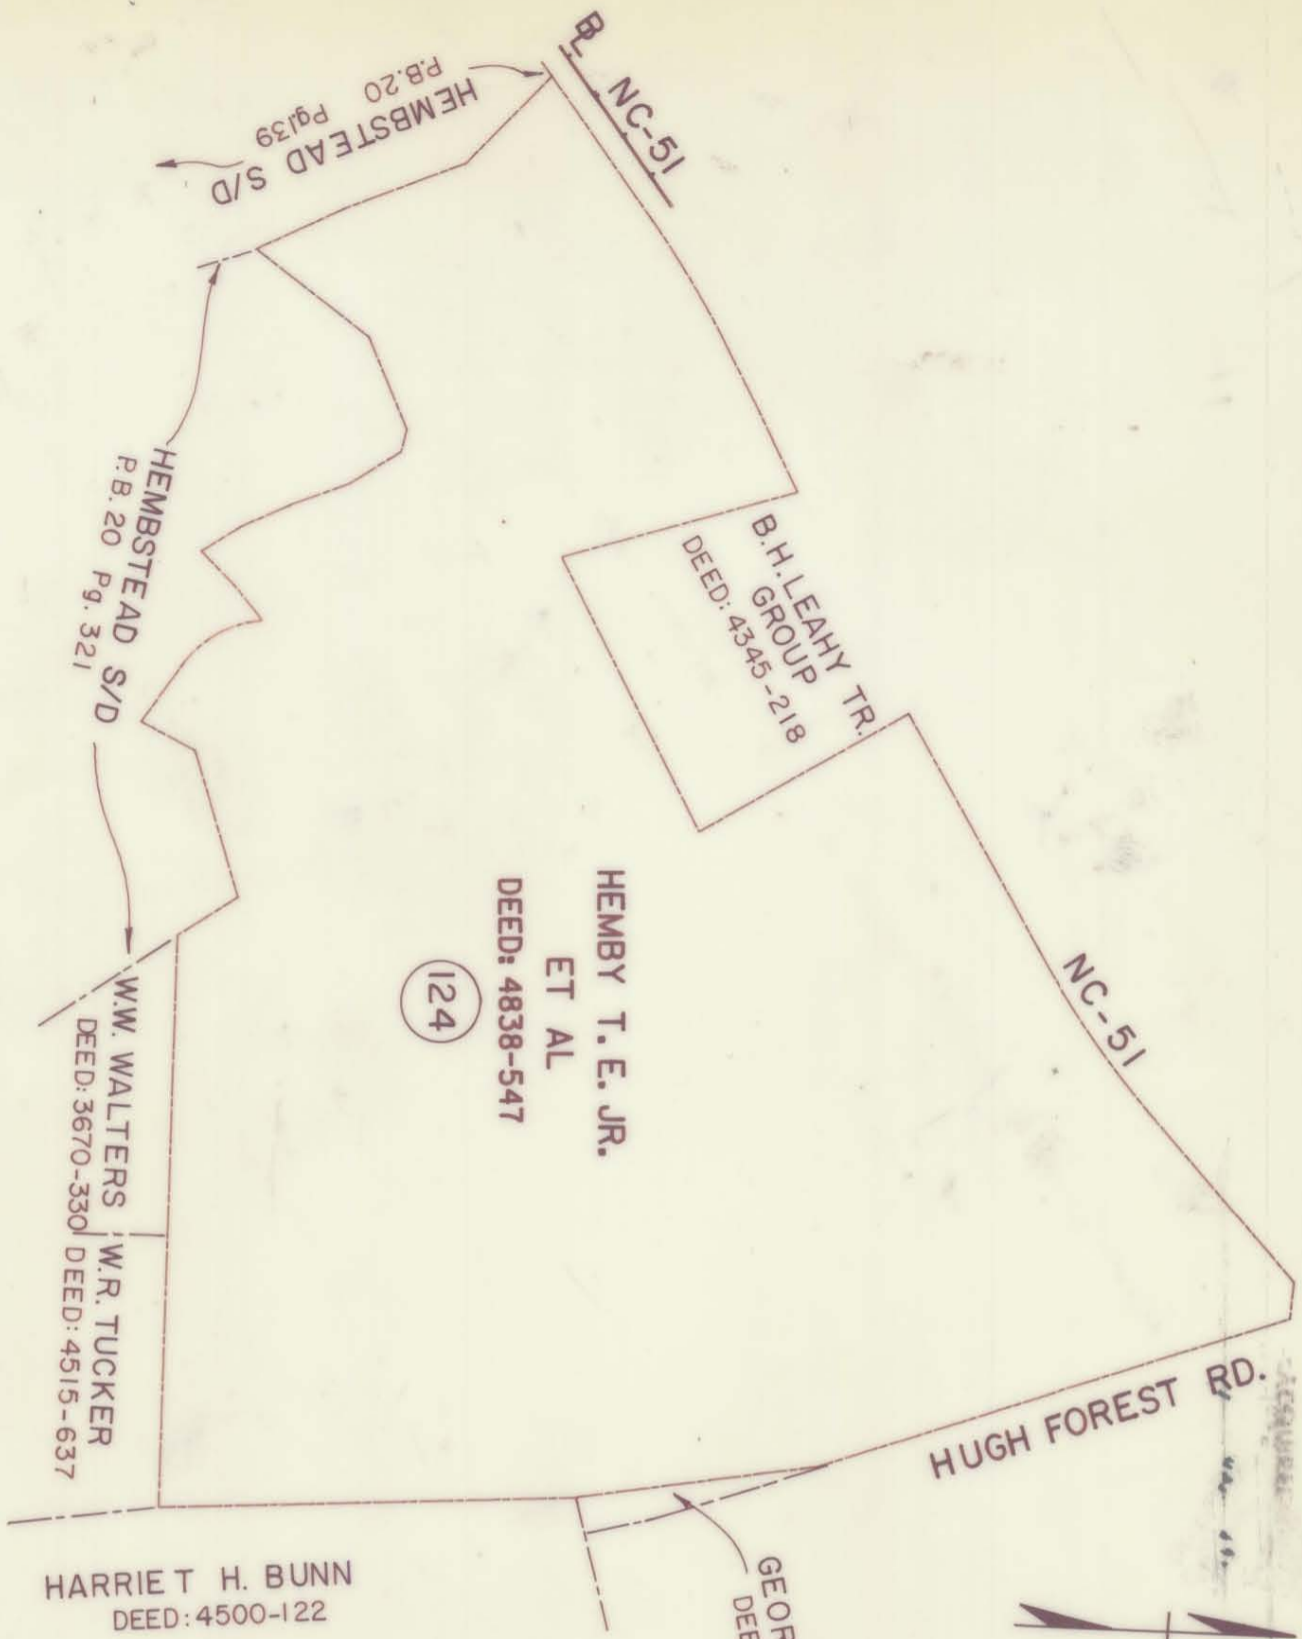 NC-51
HEMBSTEAD S/D
P.B.20 Pg.139
HEMBSTEAD S/D
P.B. 20 Pg. 321
B.H. LEAHY TR.
GROUP
DEED: 4345-218
NC-51
HEMBY T. E. JR.
ET AL
DEED: 4838-547
124
W.W. WALTERS
DEED: 3670-330
W.R. TUCKER
DEED: 4515-637
HUGH FOREST RD.
HARRIET H. BUNN
DEED: 4500-122
GEOR
DEE